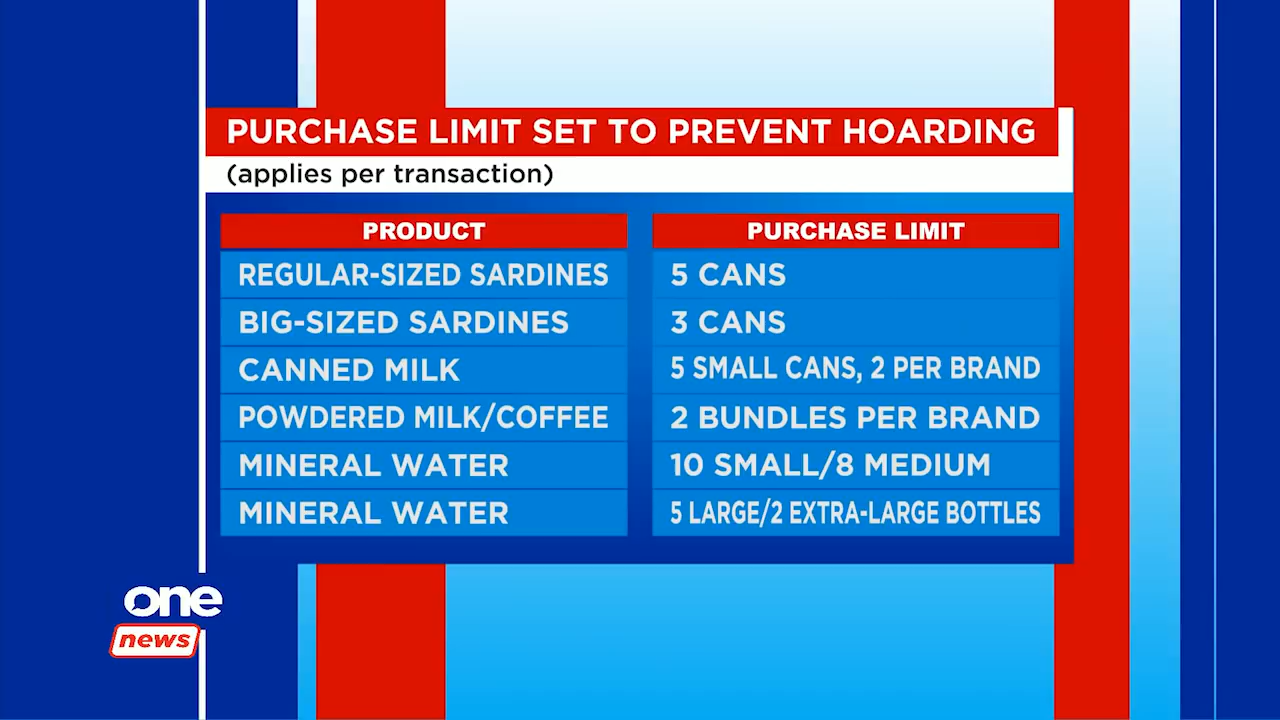 PURCHASE LIMIT SET TO PREVENT HOARDING
(applies per transaction)
PRODUCT PURCHASE LIMIT
REGULAR-SIZED SARDINES 5 CANS
BIG-SIZED SARDINES 3 CANS
CANNED MILK 5 SMALL CANS, 2 PER BRAND
POWDERED MILK/COFFEE 2 BUNDLES PER BRAND
MINERAL WATER 10 SMALL/8 MEDIUM
MINERAL WATER 5 LARGE/2 EXTRA-LARGE BOTTLES
one
news